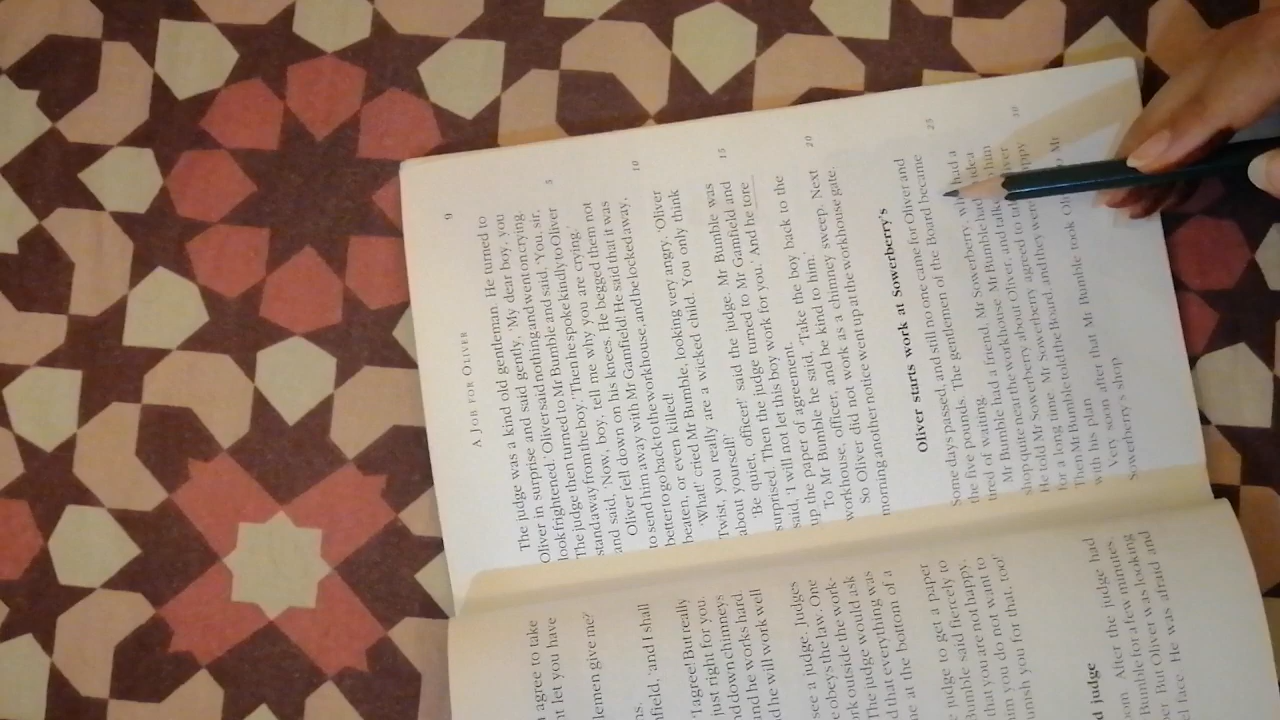 agree to take
t let you have
lemen give me?
ns.
field, 'and I shall
'I agree! But really
just right for you.
nd down chimneys
nd he works hard.
d he will work well
see a judge. Judges
e obeys the law. One
rk outside the work-
uld ask
The judge was
d that everything was
e at the bottom of a
e judge to get a paper
umble said fiercely to
that you are not happy.
im you do not want to
unish you for that, too!'
d judge
oon. After the judge had
Bumble for a few minutes.
er. But Oliver was looking
face. He was afraid and
A JOB FOR OLIVER
9
The judge was a kind old gentleman. He turned to
Oliver in surprise and said gently, 'My dear boy, you
look frightened.' Oliver said nothing and went on crying.
The judge then turned to Mr Bumble and said, 'You, sir,
stand away from the boy.' Then he spoke kindly to Oliver
5
and said, 'Now, boy, tell me why you are crying.'
Oliver fell down on his knees. He begged them not
to send him away with Mr Gamfield! He said that it was
better to go back to the workhouse, and be locked away,
beaten, or even killed!
10
'What!' cried Mr Bumble, looking very angry. 'Oliver
Twist, you really are a wicked child. You only think
about yourself!'
'Be quiet, officer!' said the judge. Mr Bumble was
surprised. Then the judge turned to Mr Gamfield and
15
said, 'I will not let this boy work for you.' And he tore
up the paper of agreement.
To Mr Bumble he said, 'Take the boy back to the
workhouse, officer, and be kind to him.'
So Oliver did not work as a chimney sweep. Next
20
morning another notice went up at the workhouse gate.
Oliver starts work at Sowerberry's
Some days passed, and still no one came for Oliver and
the five pounds. The gentlemen of the Board became
tired of waiting.
25
Mr Bumble had a friend, Mr Sowerberry, had a
shop quite near the workhouse. Mr Bumble had idea
He told Mr Sowerberry about Oliver, and him
for a long time. Mr Sowerberry agreed to
Then Mr Bumble told the Board, and they were
30
with his plan.
Very soon after that Mr Bumble took Mr
Sowerberry's shop